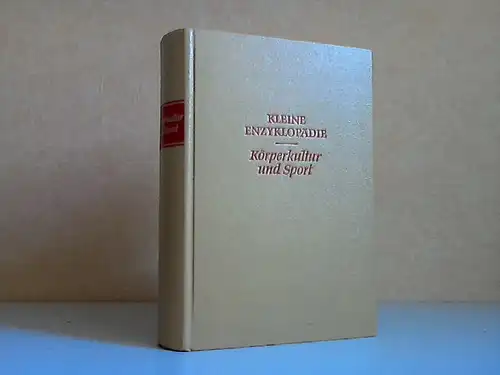 KLEINE
ENZYKLOPÄDIE
Körperkultur
und Sport